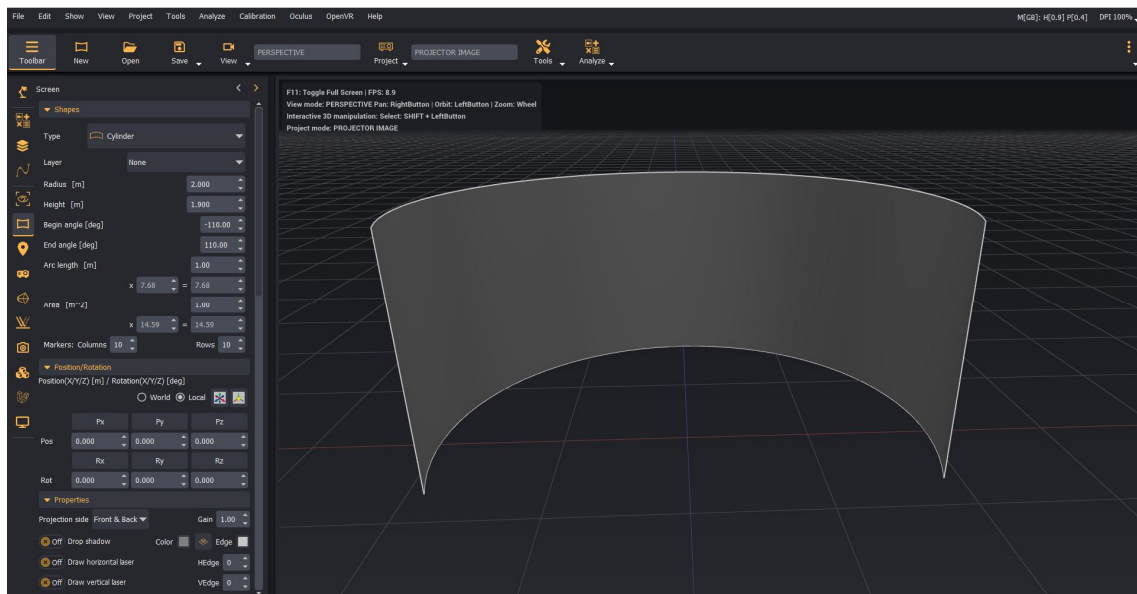 File Edit Show View Project Tools Analyze Calibration Oculus OpenVR Help M[GB]: H[0.9] P[0.4] DPI 100%
Toolbar New Open Save View PERSPECTIVE Project PROJECTOR IMAGE Tools Analyze
Screen
Shapes
Type Cylinder
Layer None
Radius [m] 2.000
Height [m] 1.900
Begin angle [deg] -110.00
End angle [deg] 110.00
Arc length [m] 1.00
x 7.68 = 7.68
Area [m^2] 1.00
x 14.59 = 14.59
Markers: Columns 10 Rows 10
Position/Rotation
Position(X/Y/Z) [m] / Rotation(X/Y/Z) [deg]
World Local
Px Py Pz
Pos 0.000 0.000 0.000
Rx Ry Rz
Rot 0.000 0.000 0.000
Properties
Projection side Front & Back Gain 1.00
Off Drop shadow Color Edge
Off Draw horizontal laser HEdge 0
Off Draw vertical laser VEdge 0
F11: Toggle Full Screen | FPS: 8.9
View mode: PERSPECTIVE Pan: RightButton | Orbit: LeftButton | Zoom: Wheel
Interactive 3D manipulation: Select: SHIFT + LeftButton
Project mode: PROJECTOR IMAGE